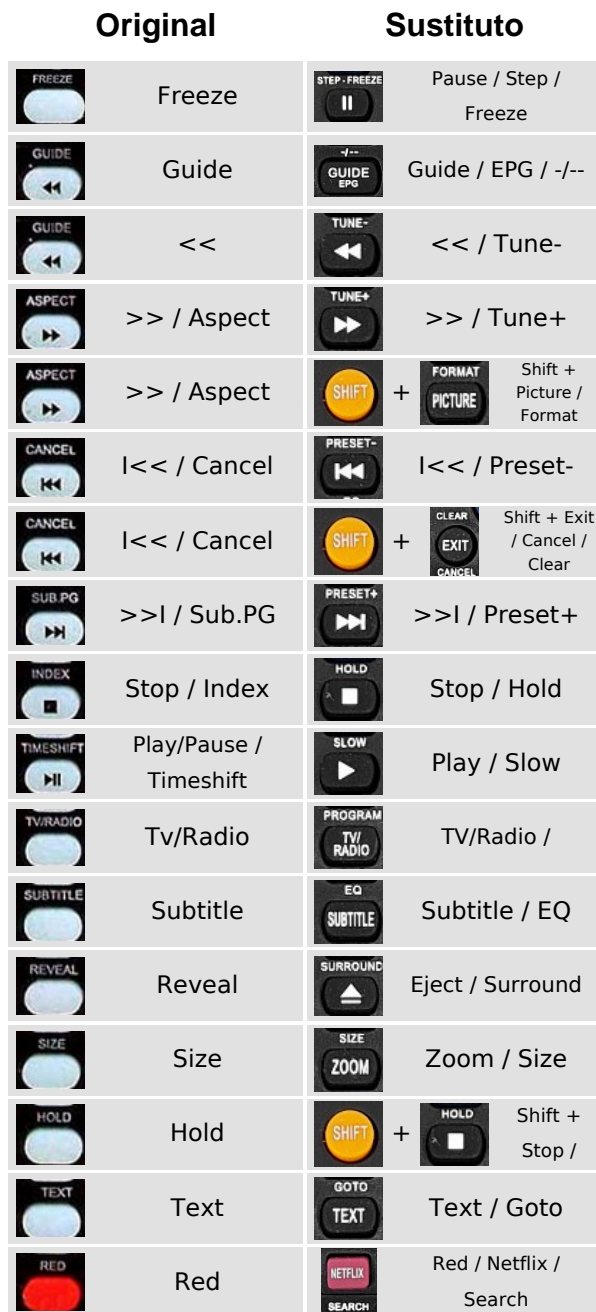 Original Sustituto
FREEZE Freeze STEP·FREEZE Pause / Step /
Freeze
GUIDE Guide -/-- GUIDE EPG Guide / EPG / -/--
GUIDE << TUNE- << / Tune-
ASPECT >> / Aspect TUNE+ >> / Tune+
ASPECT >> / Aspect SHIFT + FORMAT PICTURE Shift +
Picture /
Format
CANCEL I<< / Cancel PRESET- I<< / Preset-
CANCEL I<< / Cancel SHIFT + CLEAR EXIT CANCEL Shift + Exit
/ Cancel /
Clear
SUB.PG >>I / Sub.PG PRESET+ >>I / Preset+
INDEX Stop / Index HOLD Stop / Hold
TIMESHIFT Play/Pause /
Timeshift
SLOW Play / Slow
TV/RADIO Tv/Radio PROGRAM TV/ RADIO TV/Radio /
SUBTITLE Subtitle EQ SUBTITLE Subtitle / EQ
REVEAL Reveal SURROUND Eject / Surround
SIZE Size SIZE ZOOM Zoom / Size
HOLD Hold SHIFT + HOLD Shift +
Stop /
TEXT Text GOTO TEXT Text / Goto
RED Red NETFLIX SEARCH Red / Netflix /
Search